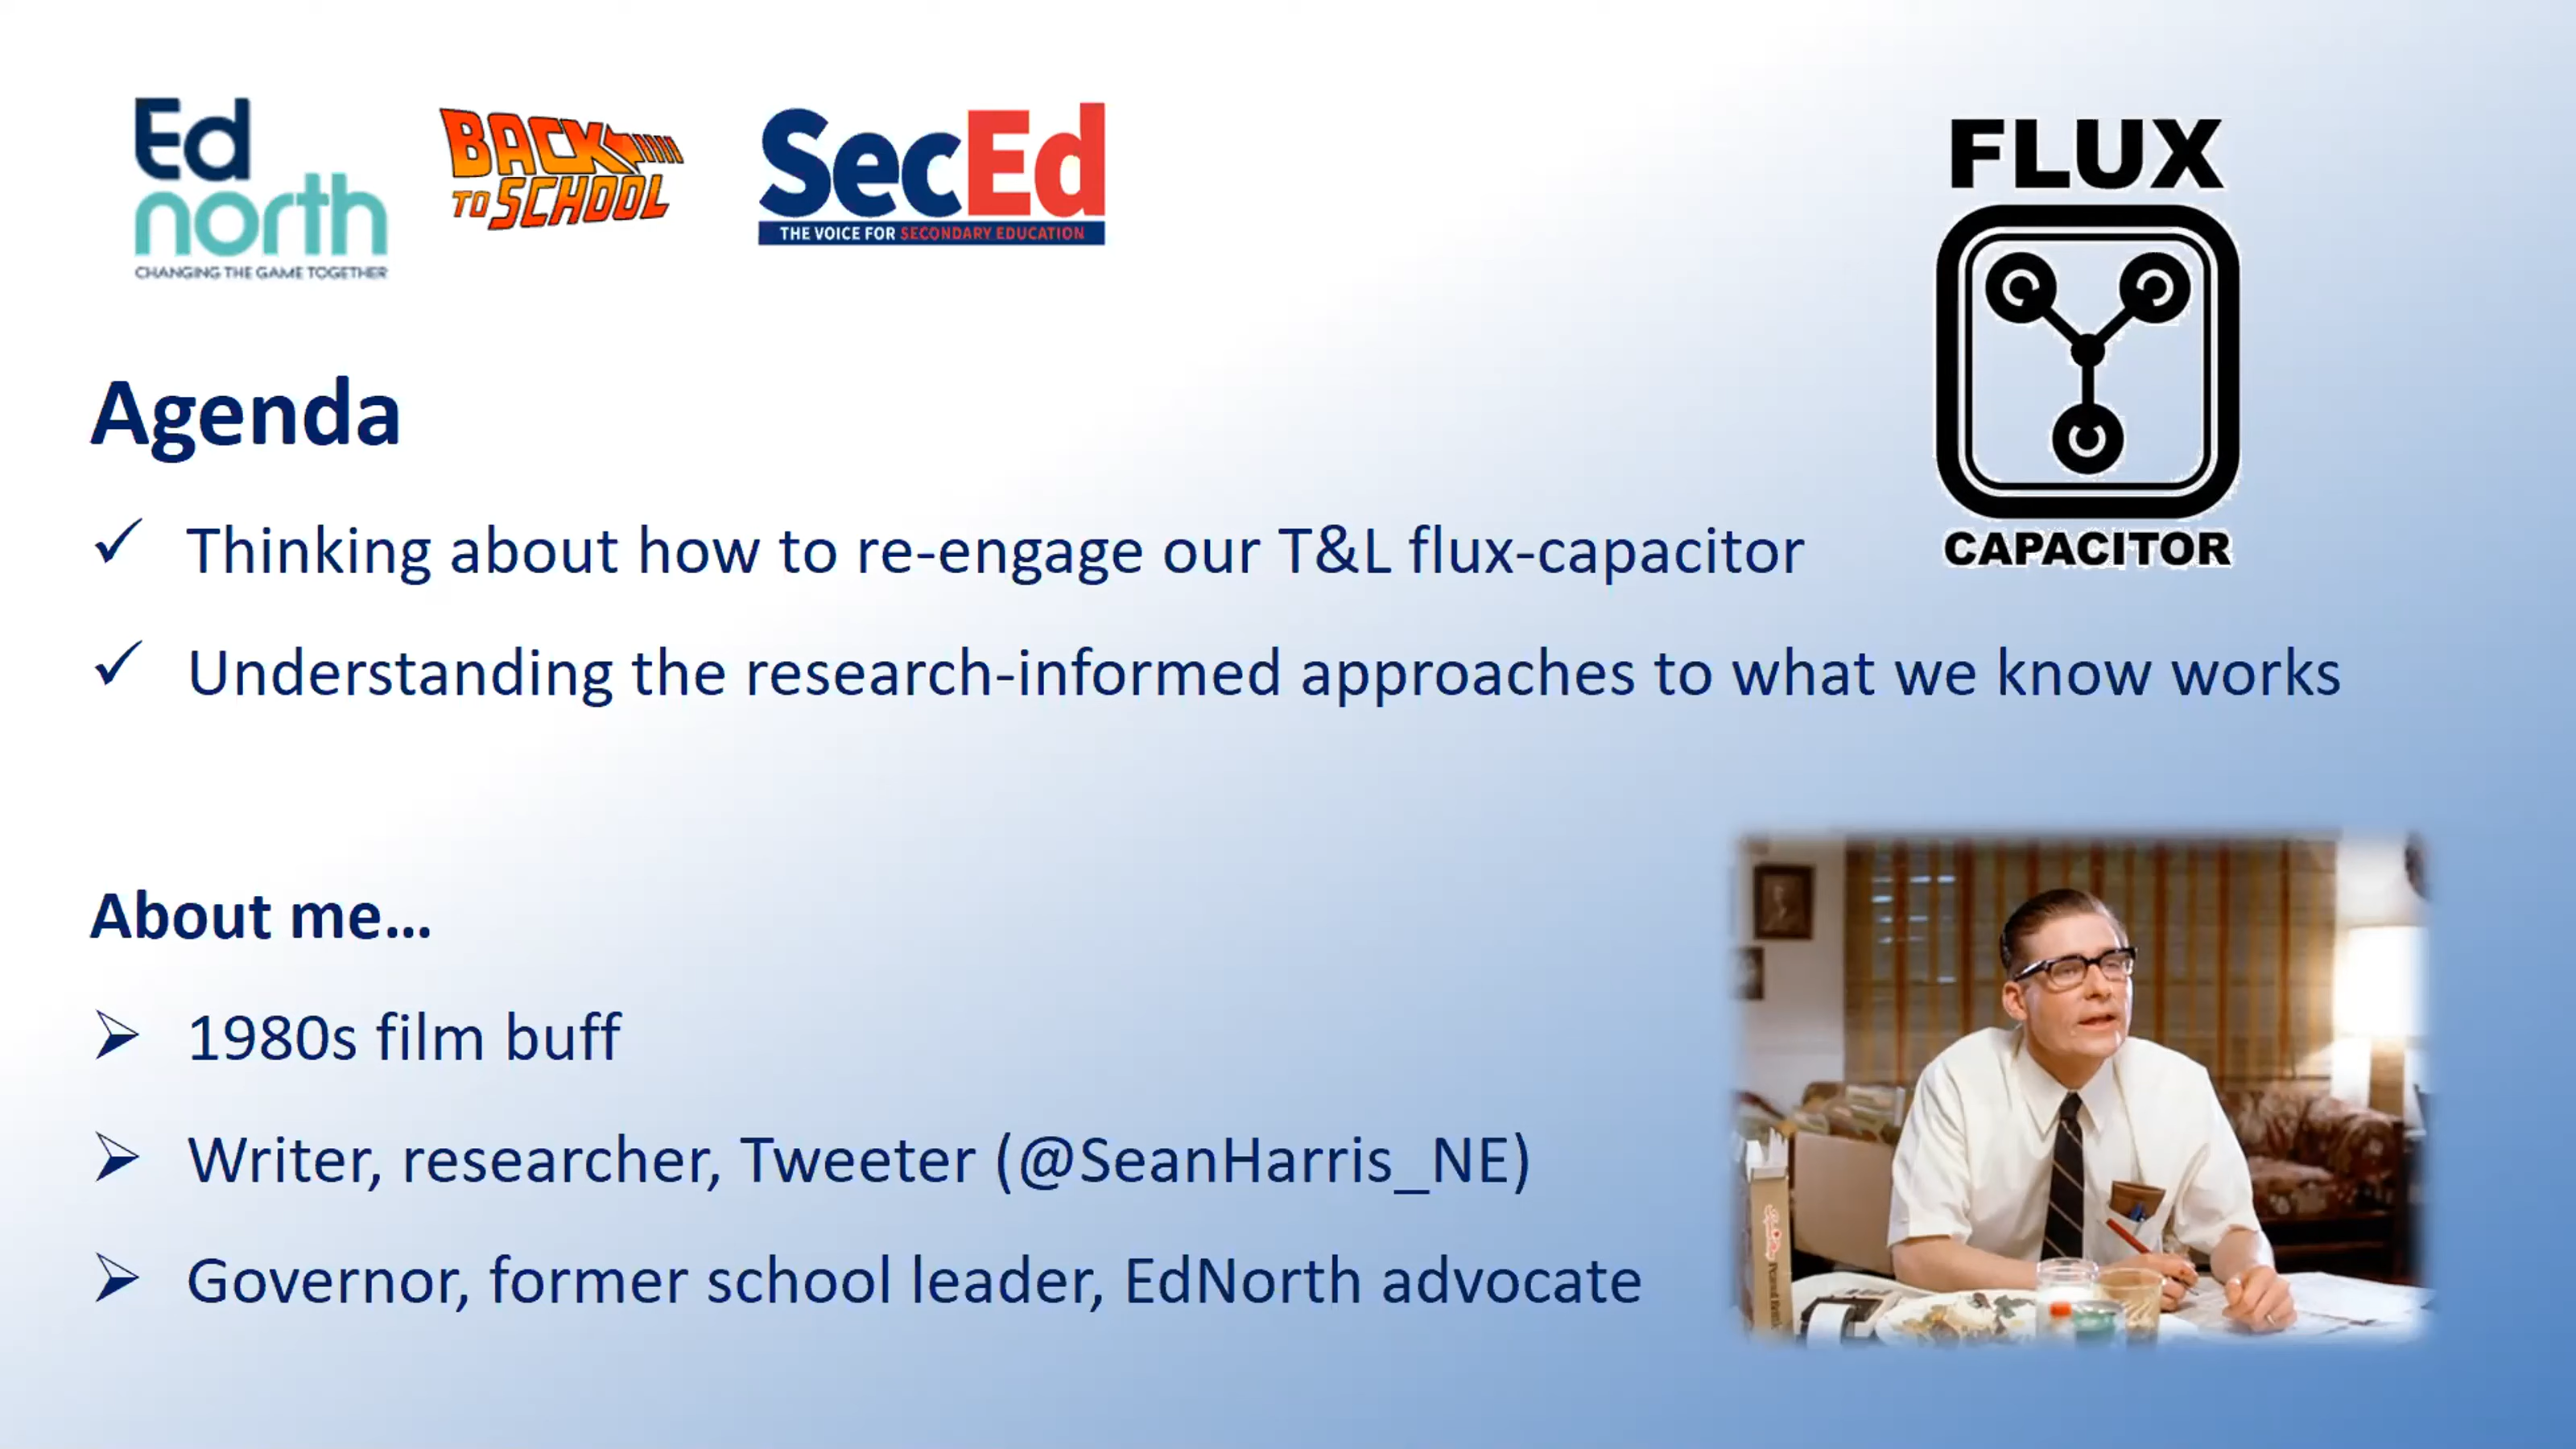 Ed
north
CHANGING THE GAME TOGETHER
BACK
TO SCHOOL
SecEd
THE VOICE FOR SECONDARY EDUCATION
FLUX
CAPACITOR
Agenda
✓ Thinking about how to re-engage our T&L flux-capacitor
✓ Understanding the research-informed approaches to what we know works
About me...
➢ 1980s film buff
➢ Writer, researcher, Tweeter (@SeanHarris_NE)
➢ Governor, former school leader, EdNorth advocate